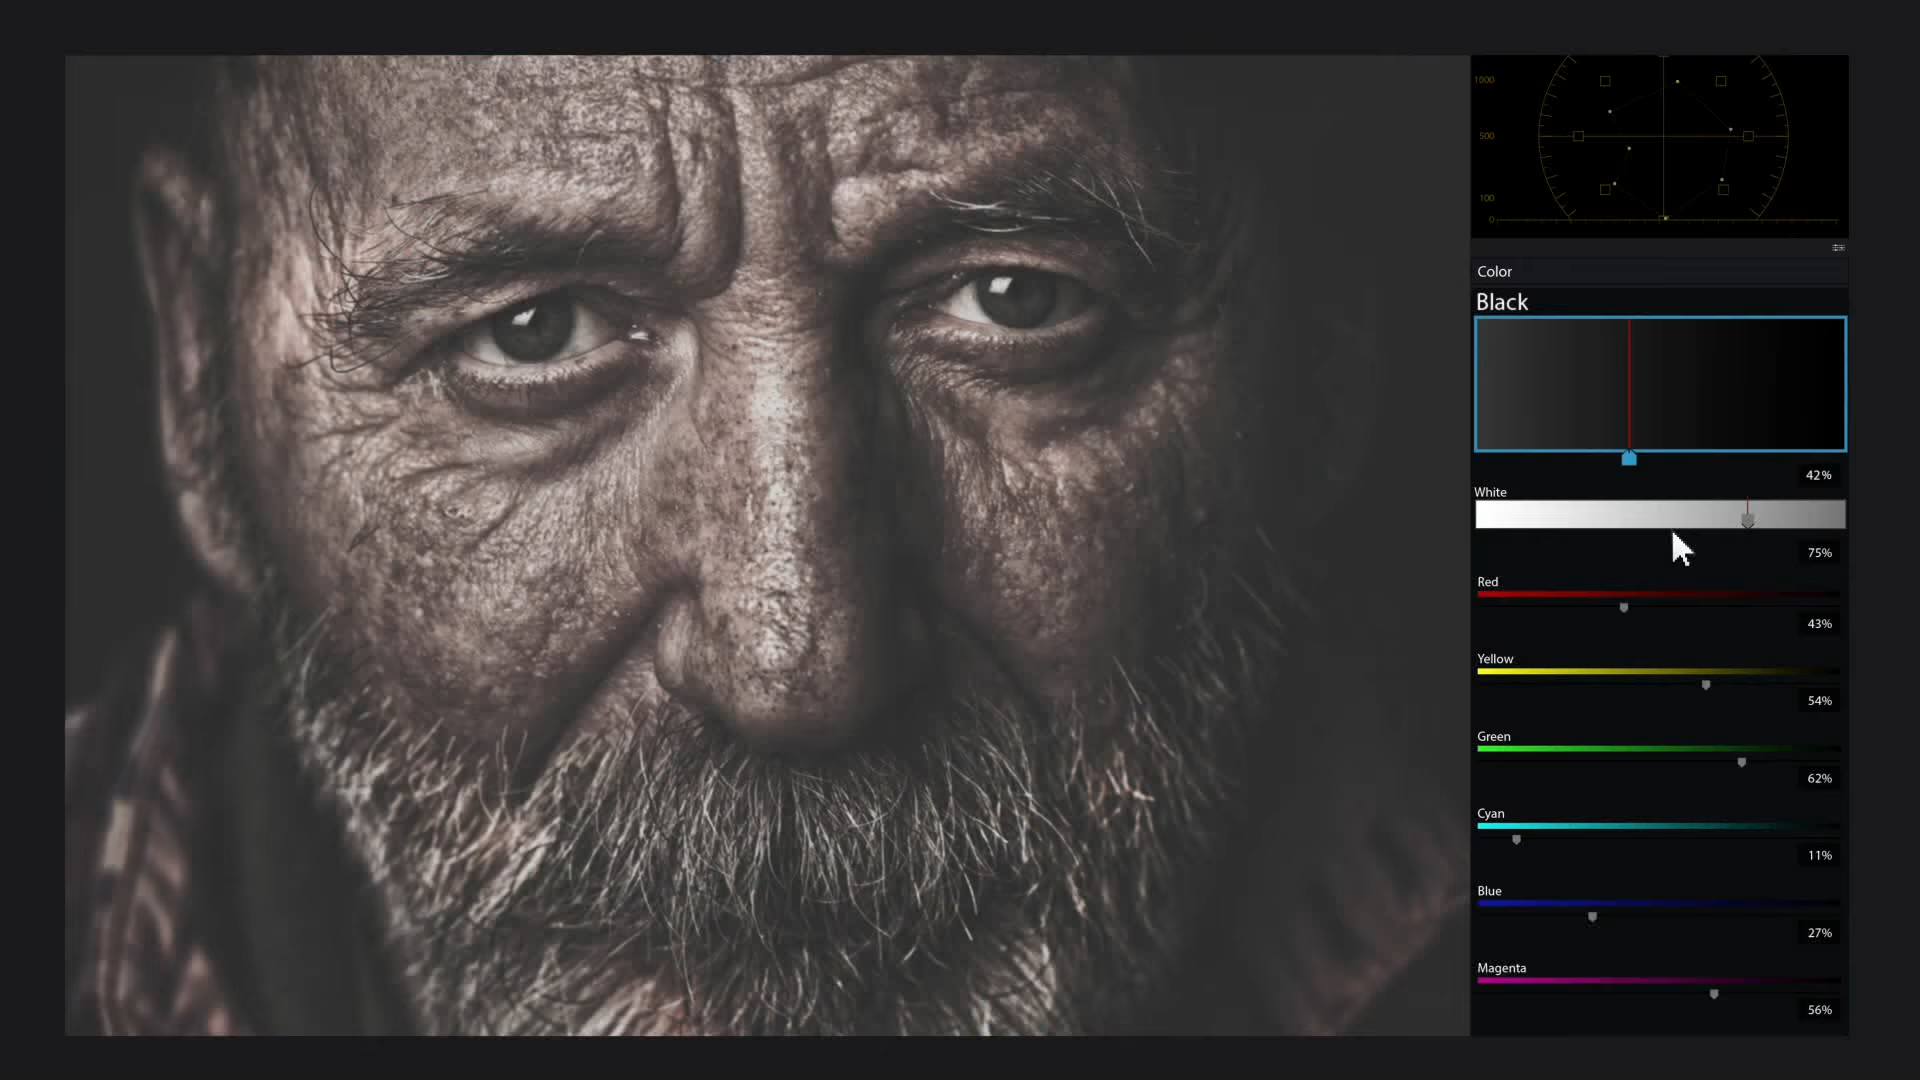 1000
500
100
0
Color
Black
42%
White
75%
Red
43%
Yellow
54%
Green
62%
Cyan
11%
Blue
27%
Magenta
56%